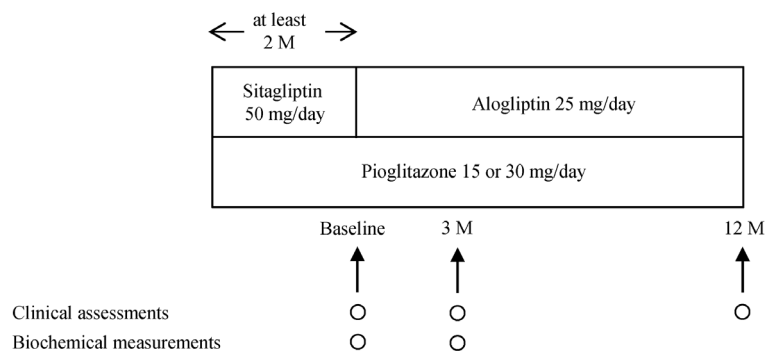 at least
2 M
Sitagliptin
50 mg/day
Alogliptin 25 mg/day
Pioglitazone 15 or 30 mg/day
Baseline
3 M
12 M
Clinical assessments
Biochemical measurements